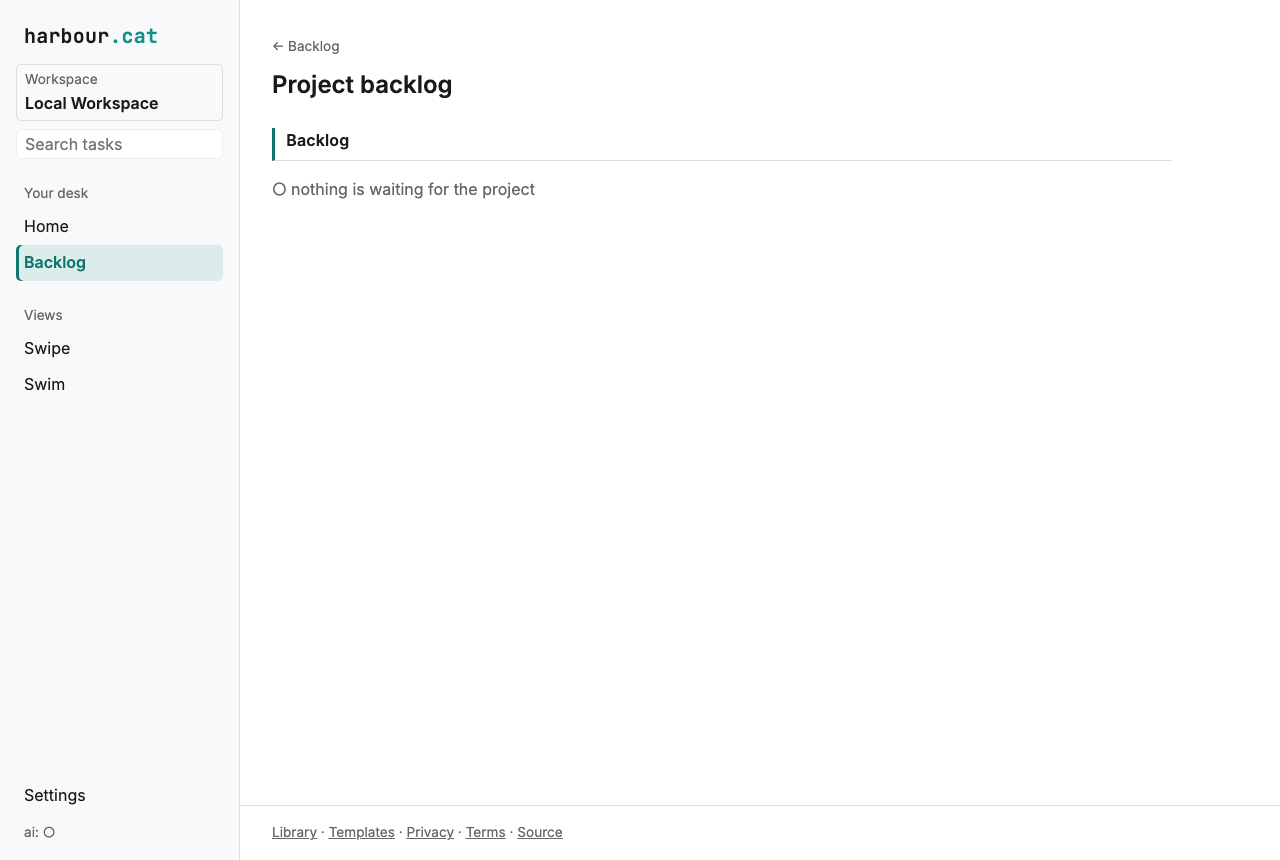 harbour.cat
Workspace
Local Workspace
Search tasks
Your desk
Home
Backlog
Views
Swipe
Swim
Settings
ai: ○
← Backlog
Project backlog
Backlog
○ nothing is waiting for the project
Library · Templates · Privacy · Terms · Source